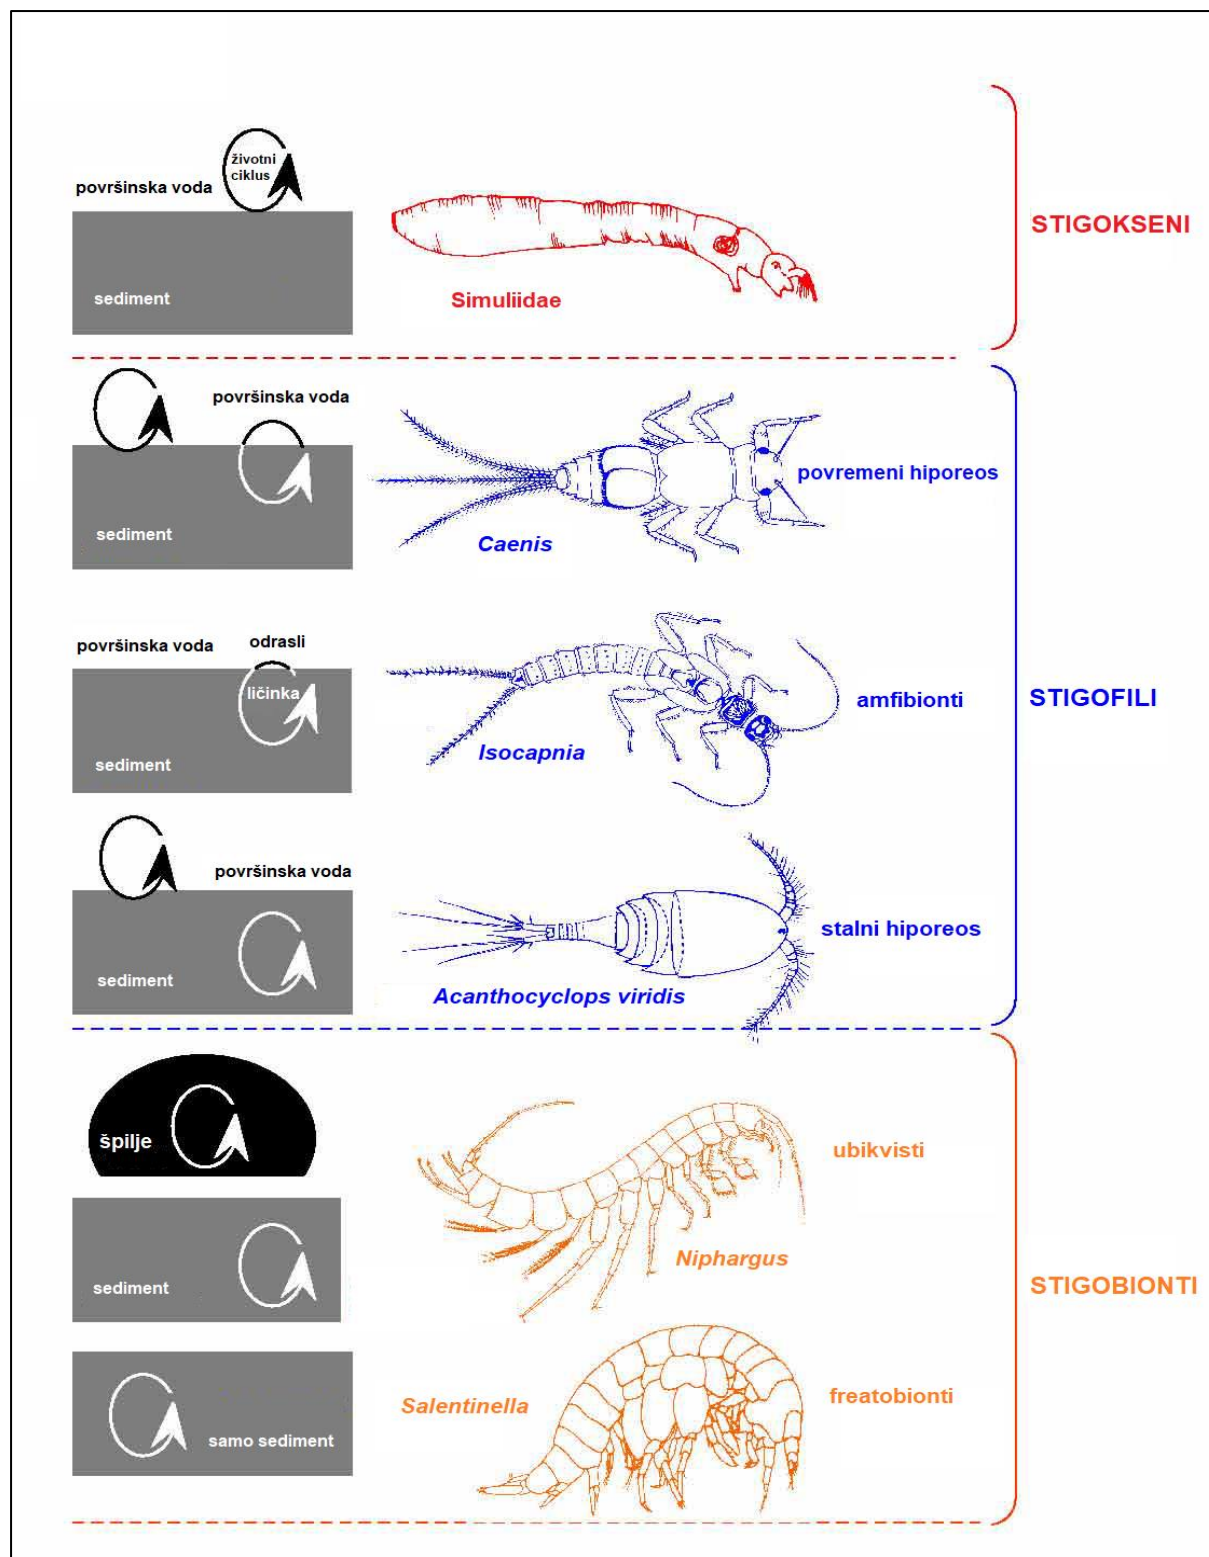 životni
ciklus
površinska voda
STIGOKSENI
sediment
Simuliidae
površinska voda
povremeni hiporeos
sediment
Caenis
površinska voda
odrasli
ličinka
amfibionti
STIGOFILI
sediment
Isocapnia
površinska voda
stalni hiporeos
sediment
Acanthocyclops viridis
špilje
ubikvisti
sediment
Niphargus
STIGOBIONTI
Salentinella
freatobionti
samo sediment